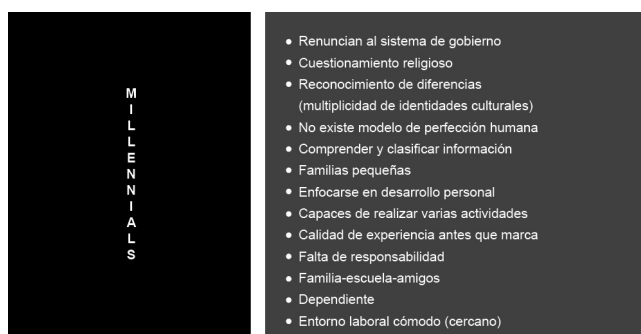 MILLENNIALS
● Renuncian al sistema de gobierno
● Cuestionamiento religioso
● Reconocimiento de diferencias
(multiplicidad de identidades culturales)
● No existe modelo de perfección humana
● Comprender y clasificar información
● Familias pequeñas
● Enfocarse en desarrollo personal
● Capaces de realizar varias actividades
● Calidad de experiencia antes que marca
● Falta de responsabilidad
● Familia-escuela-amigos
● Dependiente
● Entorno laboral cómodo (cercano)